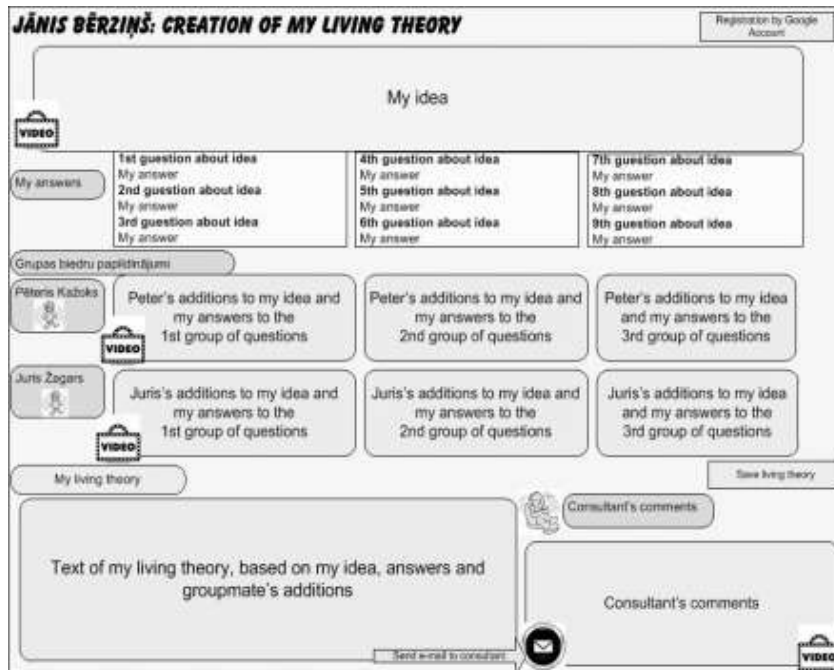 JĀNIS BĒRZIŅŠ: CREATION OF MY LIVING THEORY
Registration by Google
Account
My idea
VIDEO
My answers
1st guestion about idea
My answer
2nd guestion about idea
My answer
3rd guestion about idea
My answer
4th guestion about idea
My answer
5th guestion about idea
My answer
6th guestion about idea
My answer
7th guestion about idea
My answer
8th guestion about idea
My answer
9th guestion about idea
My answer
Grupas biedru papildinājumi
Pēteris Kažoks
VIDEO
Peter's additions to my idea and
my answers to the
1st group of questions
Peter's additions to my idea and
my answers to the
2nd group of questions
Peter's additions to my idea
and my answers to the
3rd group of questions
Juris Žagars
VIDEO
Juris's additions to my idea and
my answers to the
1st group of questions
Juris's additions to my idea and
my answers to the
2nd group of questions
Juris's additions to my idea
and my answers to the
3rd group of questions
My living theory
Save living theory
Text of my living theory, based on my idea, answers and
groupmate's additions
Send e-mail to consultant
Consultant's comments
Consultant's comments
VIDEO